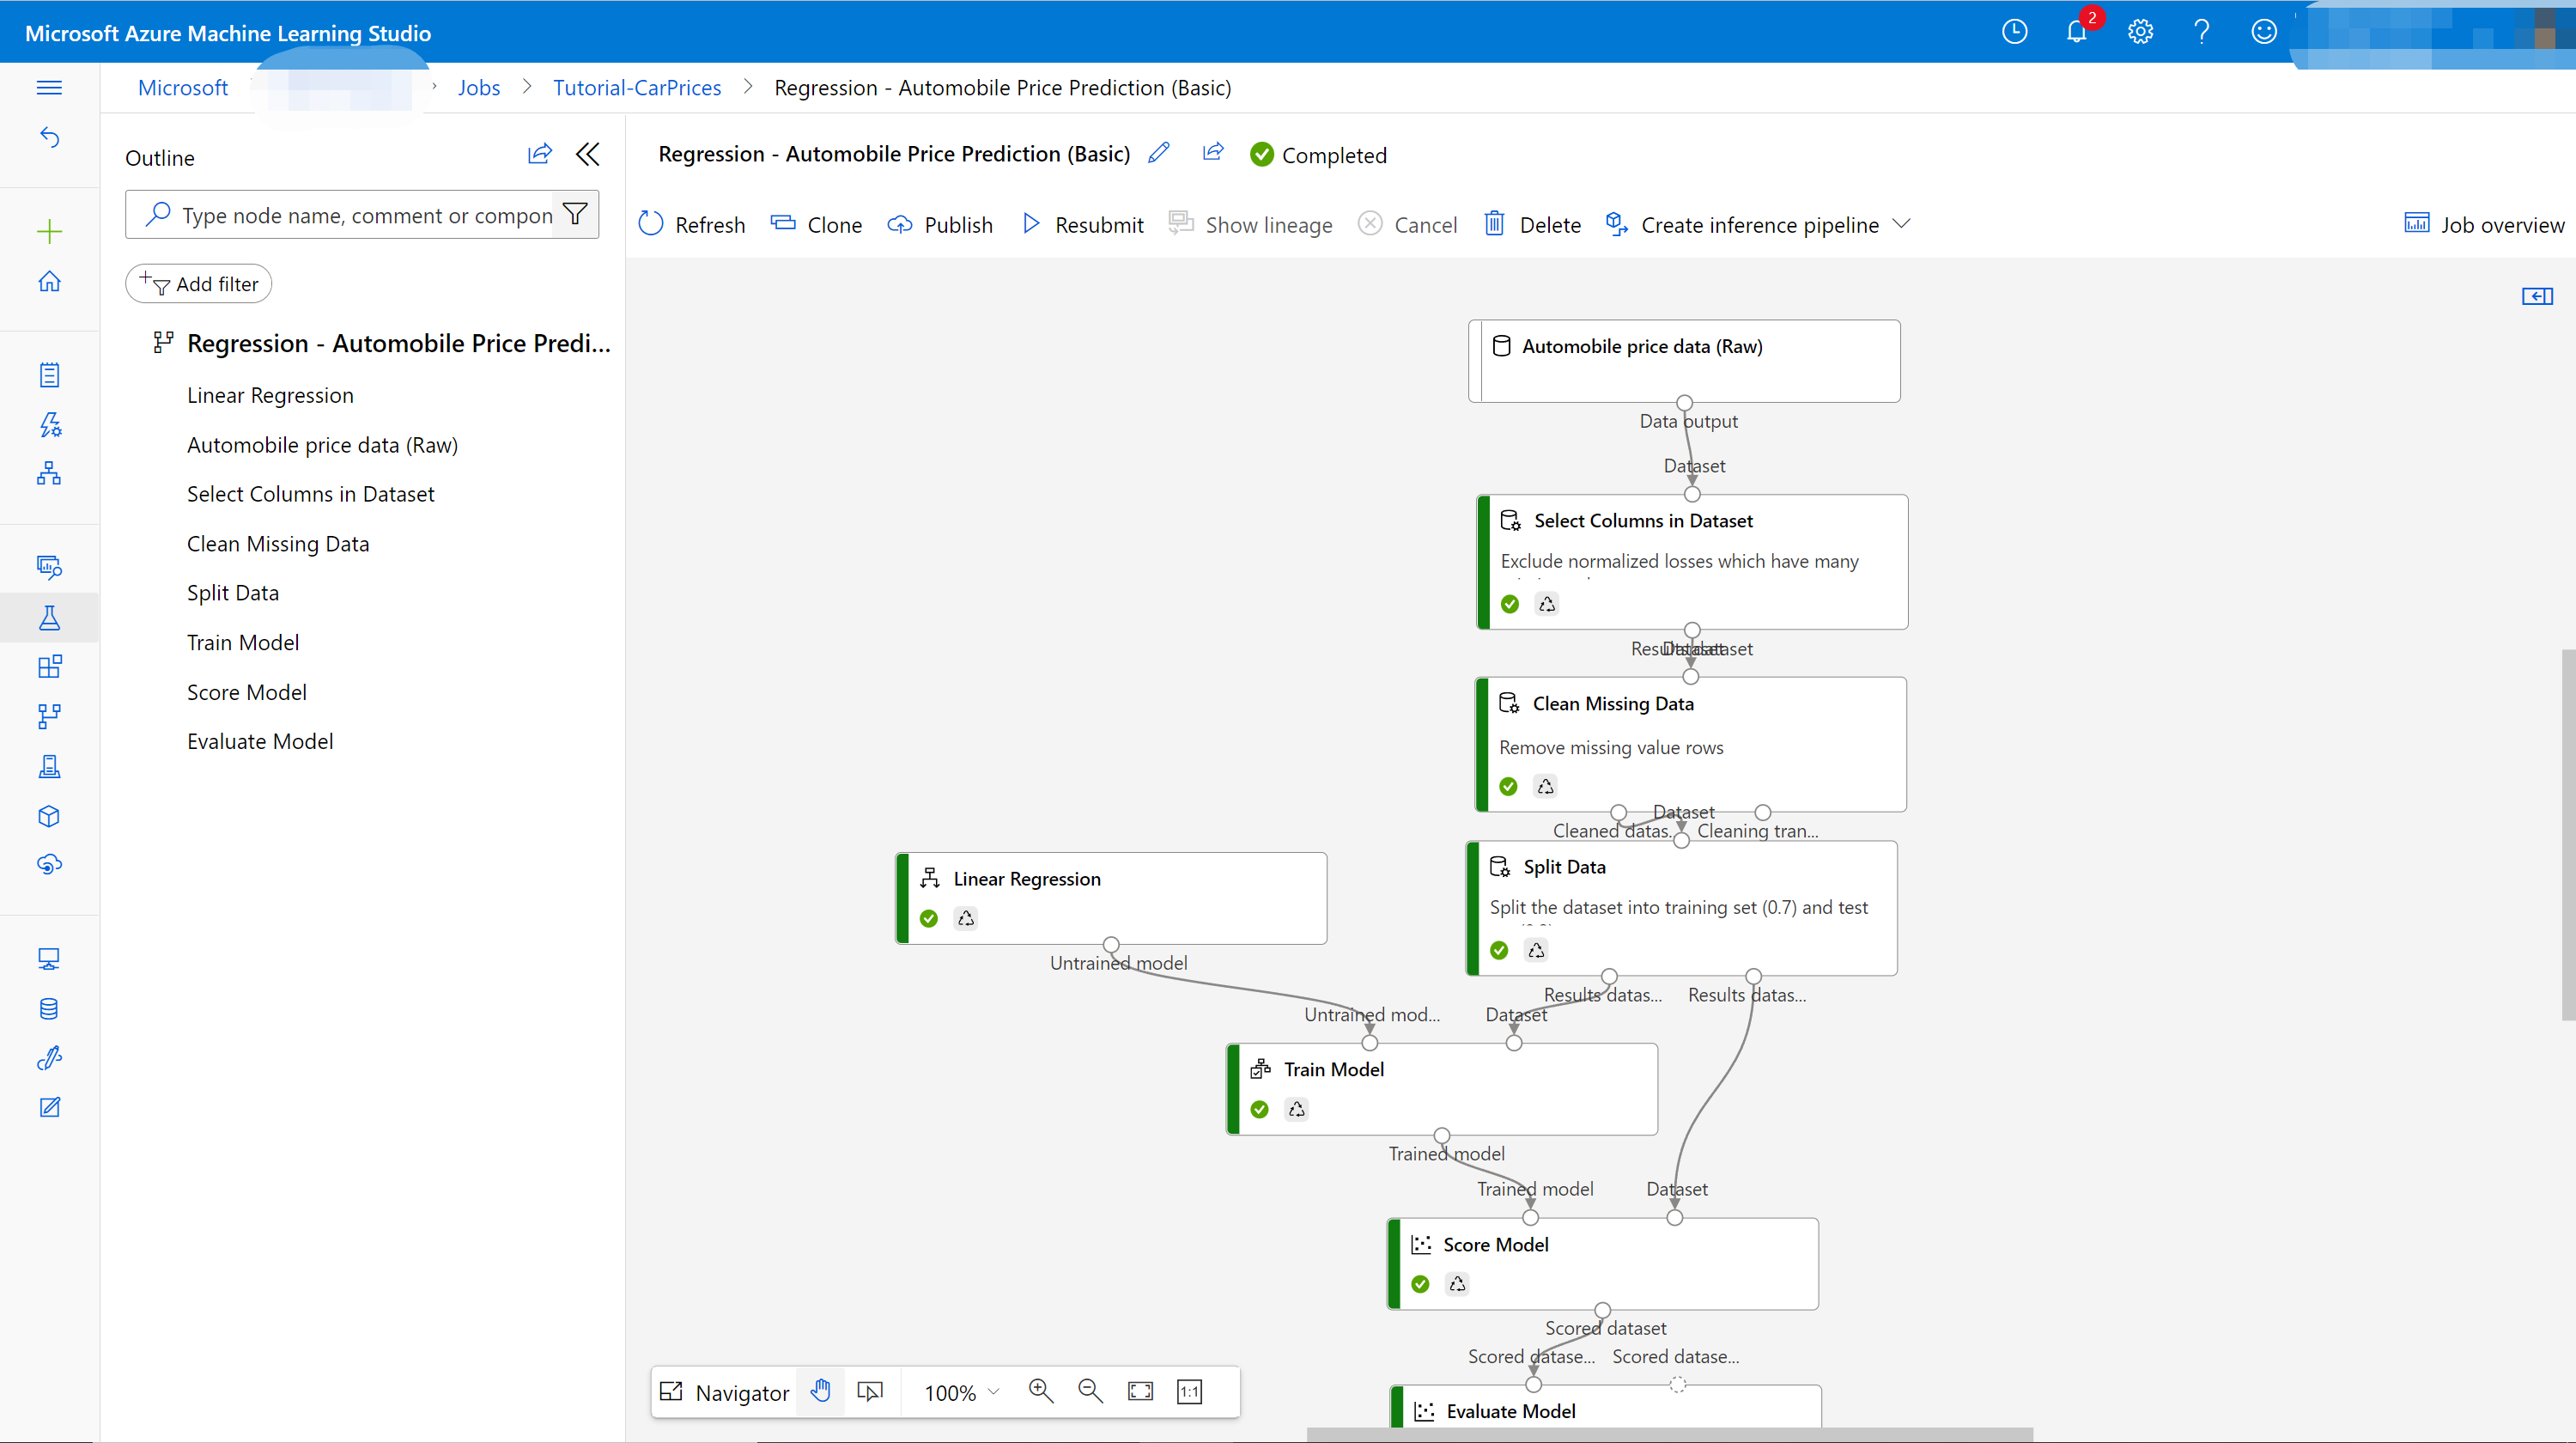 Microsoft Azure Machine Learning Studio
2
Microsoft
Jobs
Tutorial-CarPrices
Regression - Automobile Price Prediction (Basic)
Outline
Type node name, comment or compon
Add filter
Regression - Automobile Price Predi...
Linear Regression
Automobile price data (Raw)
Select Columns in Dataset
Clean Missing Data
Split Data
Train Model
Score Model
Evaluate Model
Regression - Automobile Price Prediction (Basic)
Completed
Refresh
Clone
Publish
Resubmit
Show lineage
Cancel
Delete
Create inference pipeline
Job overview
Automobile price data (Raw)
Data output
Dataset
Select Columns in Dataset
Exclude normalized losses which have many
Results dataset
Dataset
Clean Missing Data
Remove missing value rows
Dataset
Cleaned datas...
Cleaning tran...
Split Data
Split the dataset into training set (0.7) and test
Linear Regression
Untrained model
Results datas...
Results datas...
Untrained mod...
Dataset
Train Model
Trained model
Trained model
Dataset
Score Model
Scored dataset
Scored datase...
Scored datase...
Evaluate Model
Navigator
100%
1:1